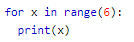 for x in range(6):
  print(x)